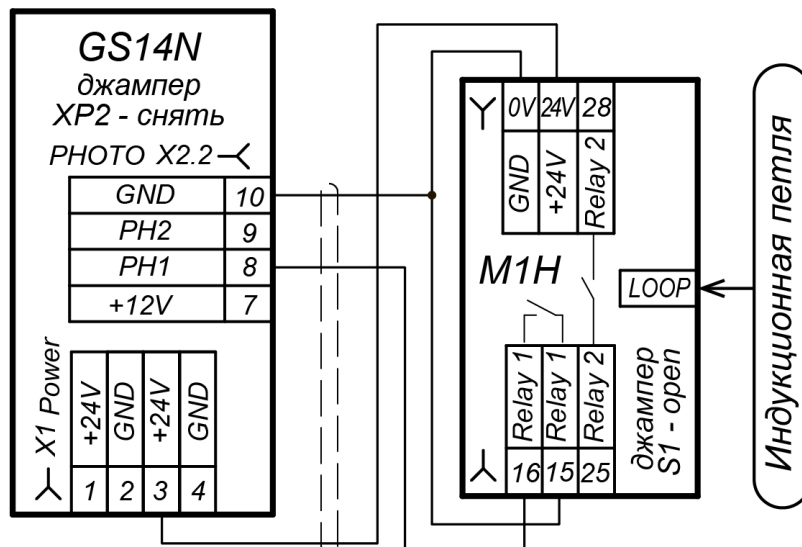 GS14N
джампер
XP2 - снять
PHOTO X2.2
GND 10
PH2 9
PH1 8
+12V 7
X1 Power
+24V GND +24V GND
1 2 3 4
0V 24V 28
GND +24V Relay 2
M1H
LOOP
Relay 1 Relay 1 Relay 2
16 15 25
джампер
S1 - open
Индукционная петля